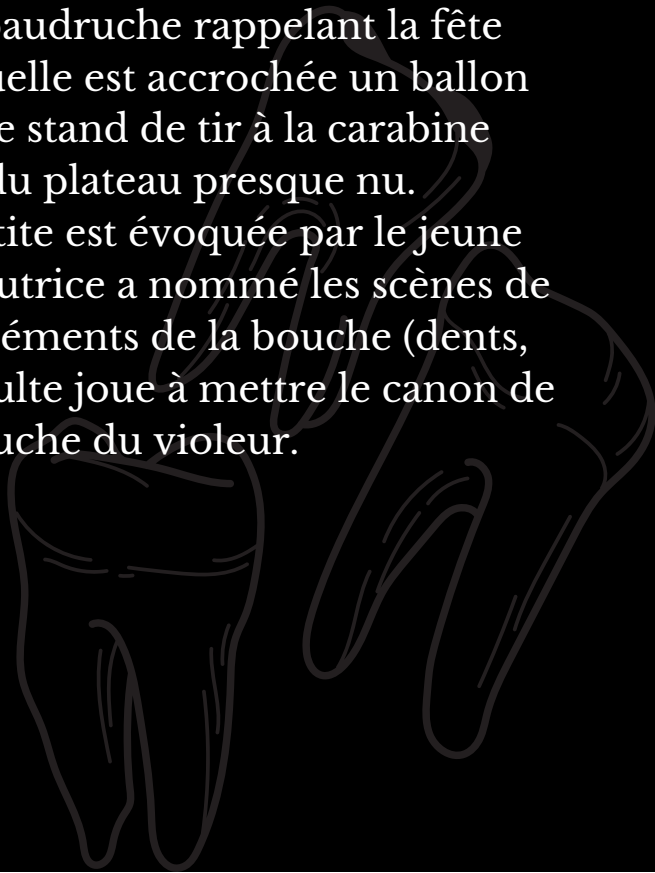 baudruche rappelant la fête
uelle est accrochée un ballon
e stand de tir à la carabine
du plateau presque nu.
tite est évoquée par le jeune
utrice a nommé les scènes de
éments de la bouche (dents,
ulte joue à mettre le canon de
uche du violeur.